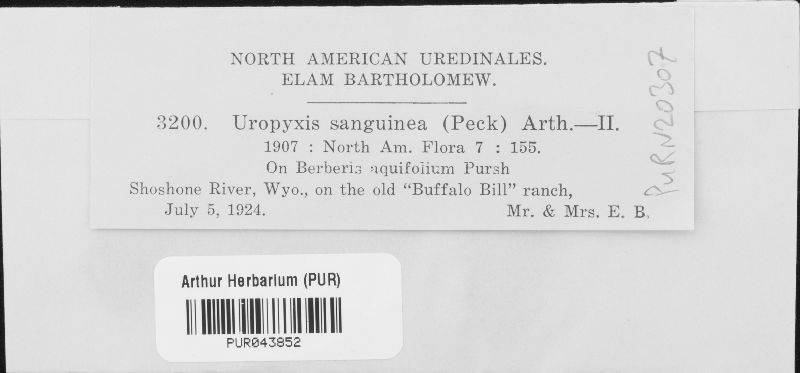 NORTH AMERICAN UREDINALES.
ELAM BARTHOLOMEW.
3200. Uropyxis sanguinea (Peck) Arth.—II.
1907 : North Am. Flora 7 : 155.
On Berberis aquifolium Pursh
Shoshone River, Wyo., on the old “Buffalo Bill” ranch,
July 5, 1924. Mr. & Mrs. E. B.
PURN20307
Arthur Herbarium (PUR)
PUR043852